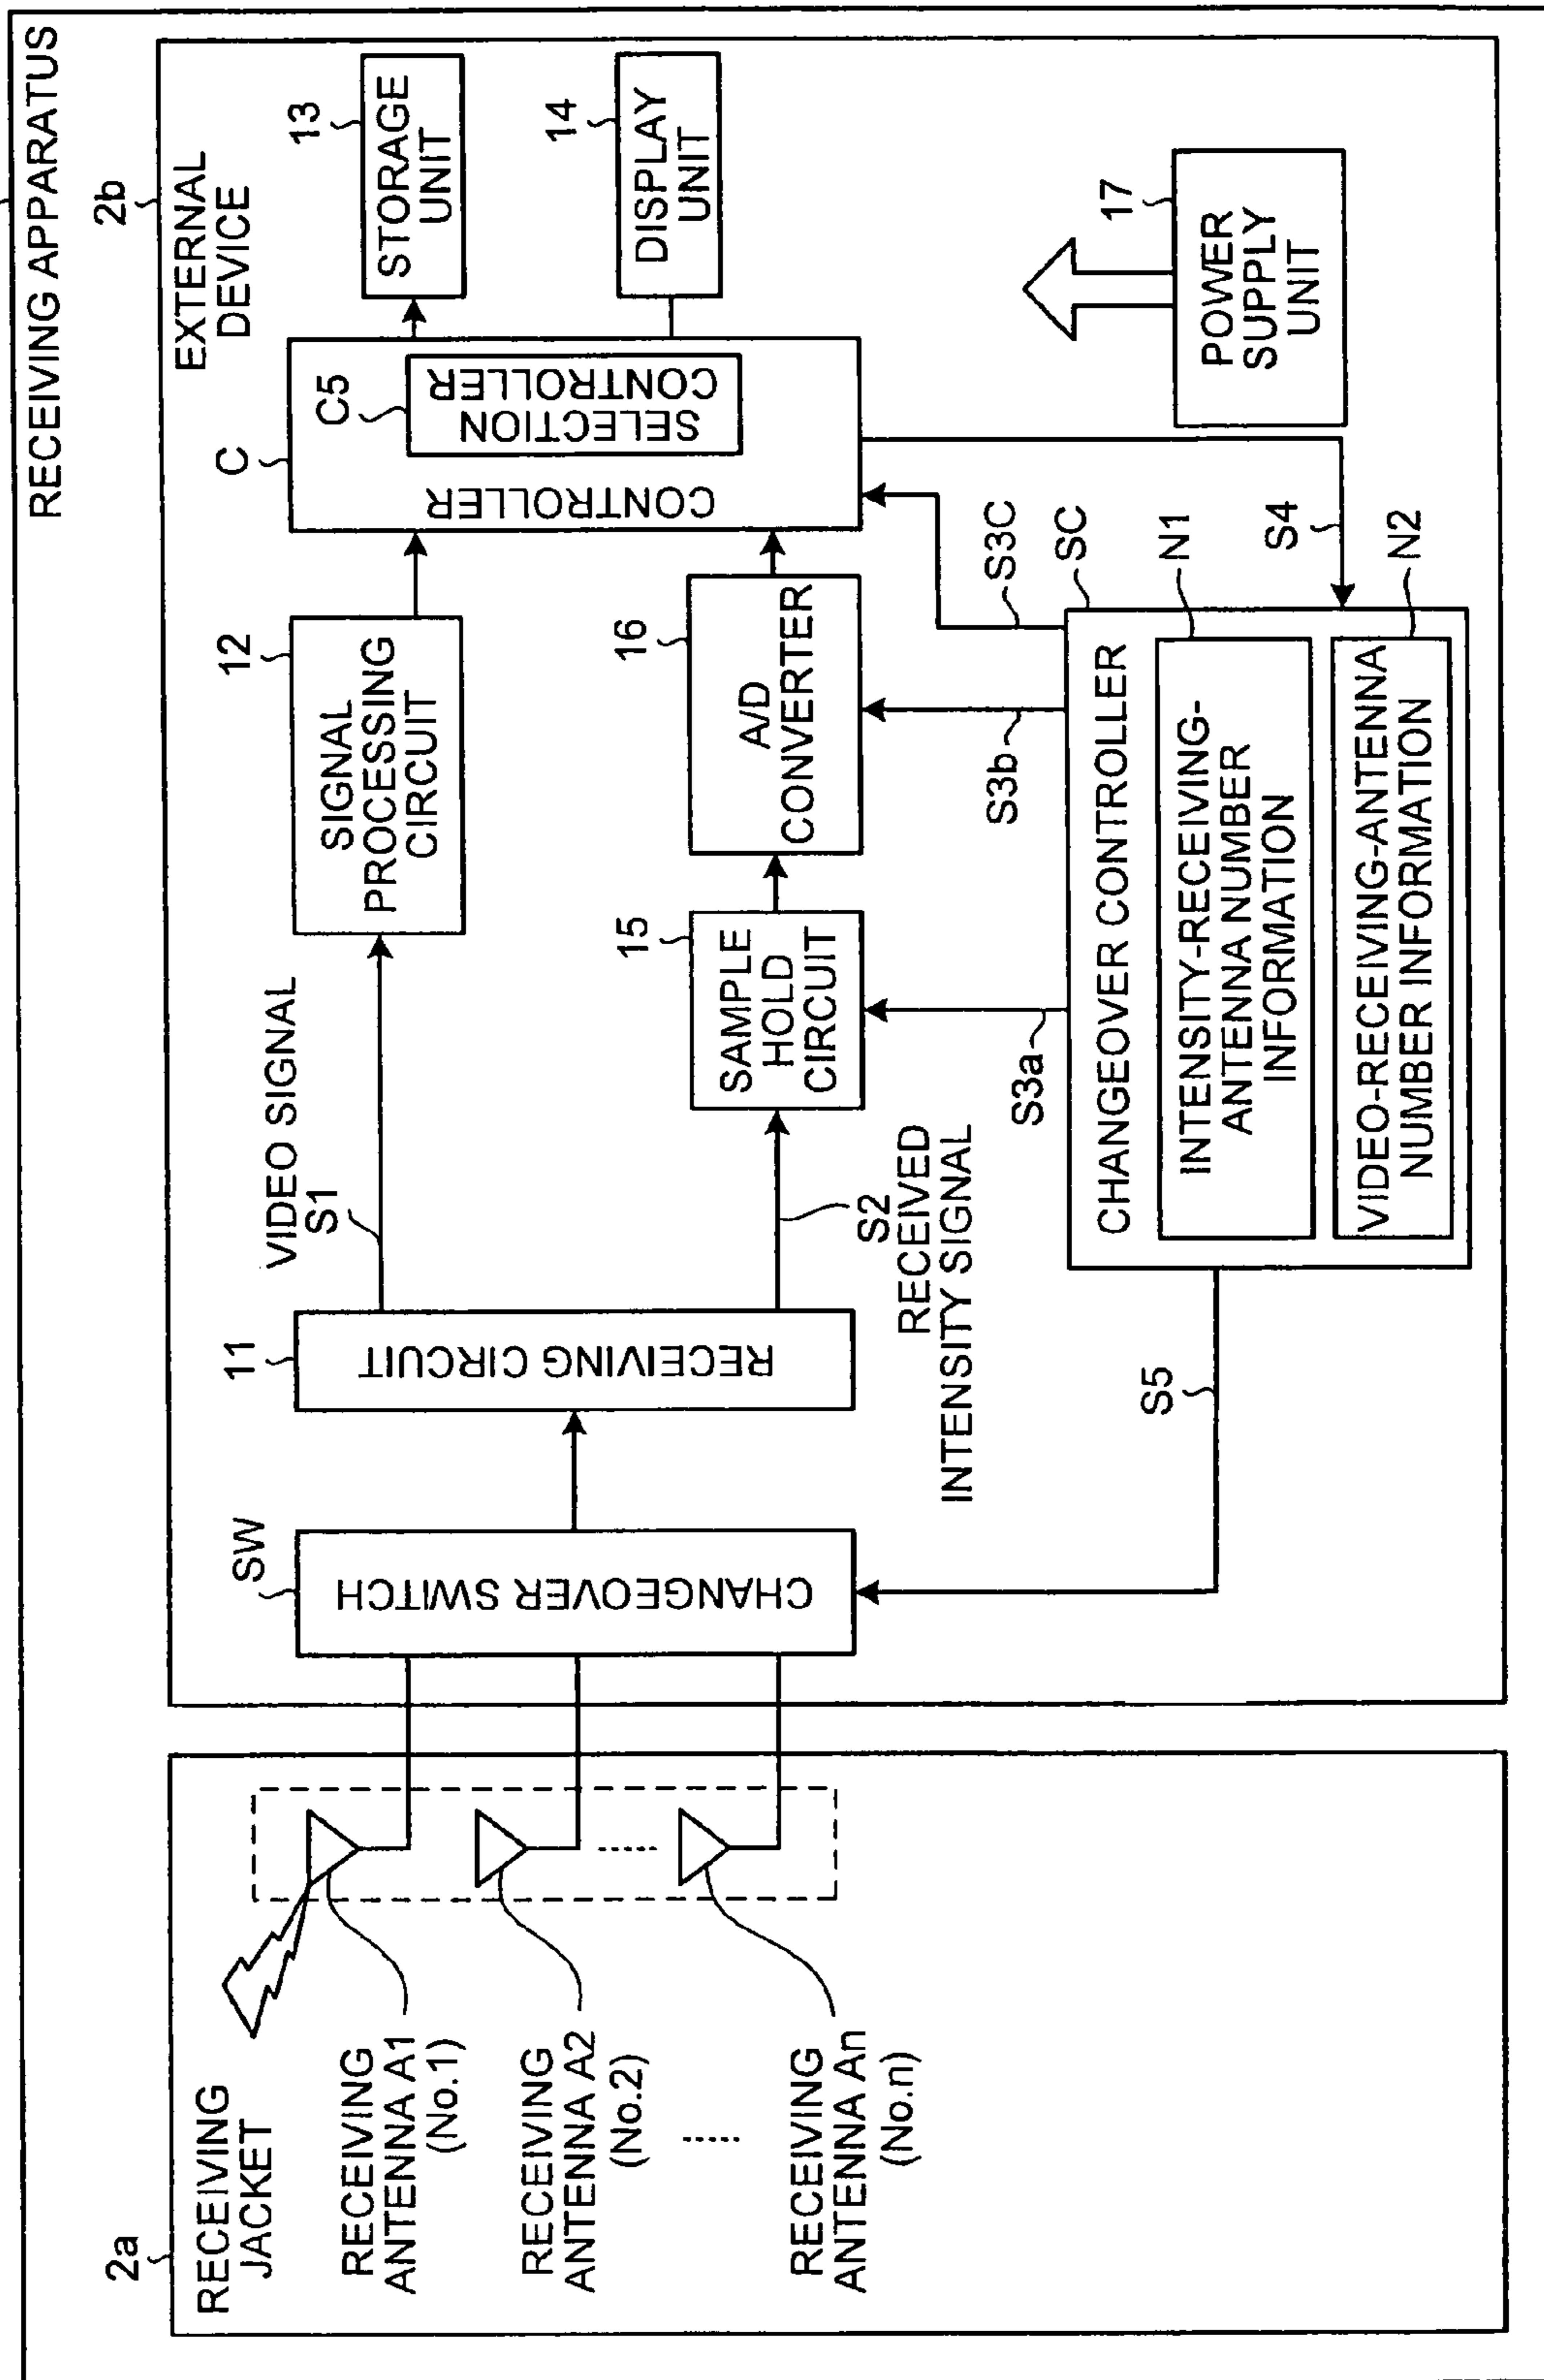 RECEIVING APPARATUS
2a
RECEIVING
JACKET
RECEIVING
ANTENNA A1
(No.1)
RECEIVING
ANTENNA A2
(No.2)
RECEIVING
ANTENNA An
(No.n)
2b
EXTERNAL
DEVICE
SW
CHANGEOVER SWITCH
11
RECEIVING CIRCUIT
VIDEO SIGNAL
S1
S2
RECEIVED
INTENSITY SIGNAL
12
SIGNAL
PROCESSING
CIRCUIT
15
SAMPLE
HOLD
CIRCUIT
16
A/D
CONVERTER
C
CONTROLLER
C5
SELECTION
CONTROLLER
13
STORAGE
UNIT
14
DISPLAY
UNIT
17
POWER
SUPPLY
UNIT
S3a
S3b
S3C
SC
S4
S5
CHANGEOVER CONTROLLER
N1
INTENSITY-RECEIVING-
ANTENNA NUMBER
INFORMATION
N2
VIDEO-RECEIVING-ANTENNA
NUMBER INFORMATION